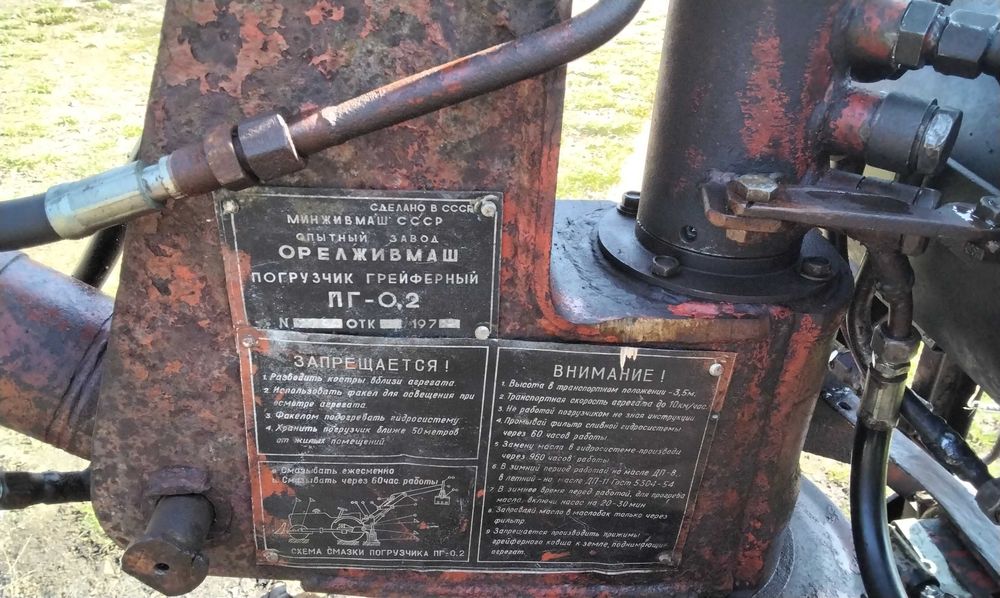 СДЕЛАНО В СССР
МИНЖИВМАШ СССР
ОПЫТНЫЙ ЗАВОД
ОРЕЛЖИВМАШ
ПОГРУЗЧИК ГРЕЙФЕРНЫЙ
ПГ-0,2
N ОТК 197
ЗАПРЕЩАЕТСЯ!
1. Разводить костры вблизи агрегата.
2. Использовать факел для освещения при
осмотре агрегата.
3. Факелом подогревать гидросистему.
4. Хранить погрузчик ближе 50 метров
от жилых помещений.
Смазывать ежесменно
Смазывать через 60час работы
СХЕМА СМАЗКИ ПОГРУЗЧИКА ПГ-0.2
ВНИМАНИЕ!
1. Высота в транспортном положении -3,5м.
2. Транспортная скорость агрегата до 10км/час.
3. Не работай погрузчиком не зная инструкции
4. Промывай фильтр сливной гидросистемы
через 60 часов работы.
5. Замену масла в гидросистеме производи
через 960 часов работы.
6. В зимний период работай на масле ДП-8,
в летний - на масле ДП-11 Гост 5304-54
7. В зимнее время перед работой, для прогрева
масла, включи насос на 20-30 мин
8. Заправляй масло в маслобак только через
фильтр.
9. Запрещается производить прижимы
грейферного ковша к земле, поднимающие
агрегат.